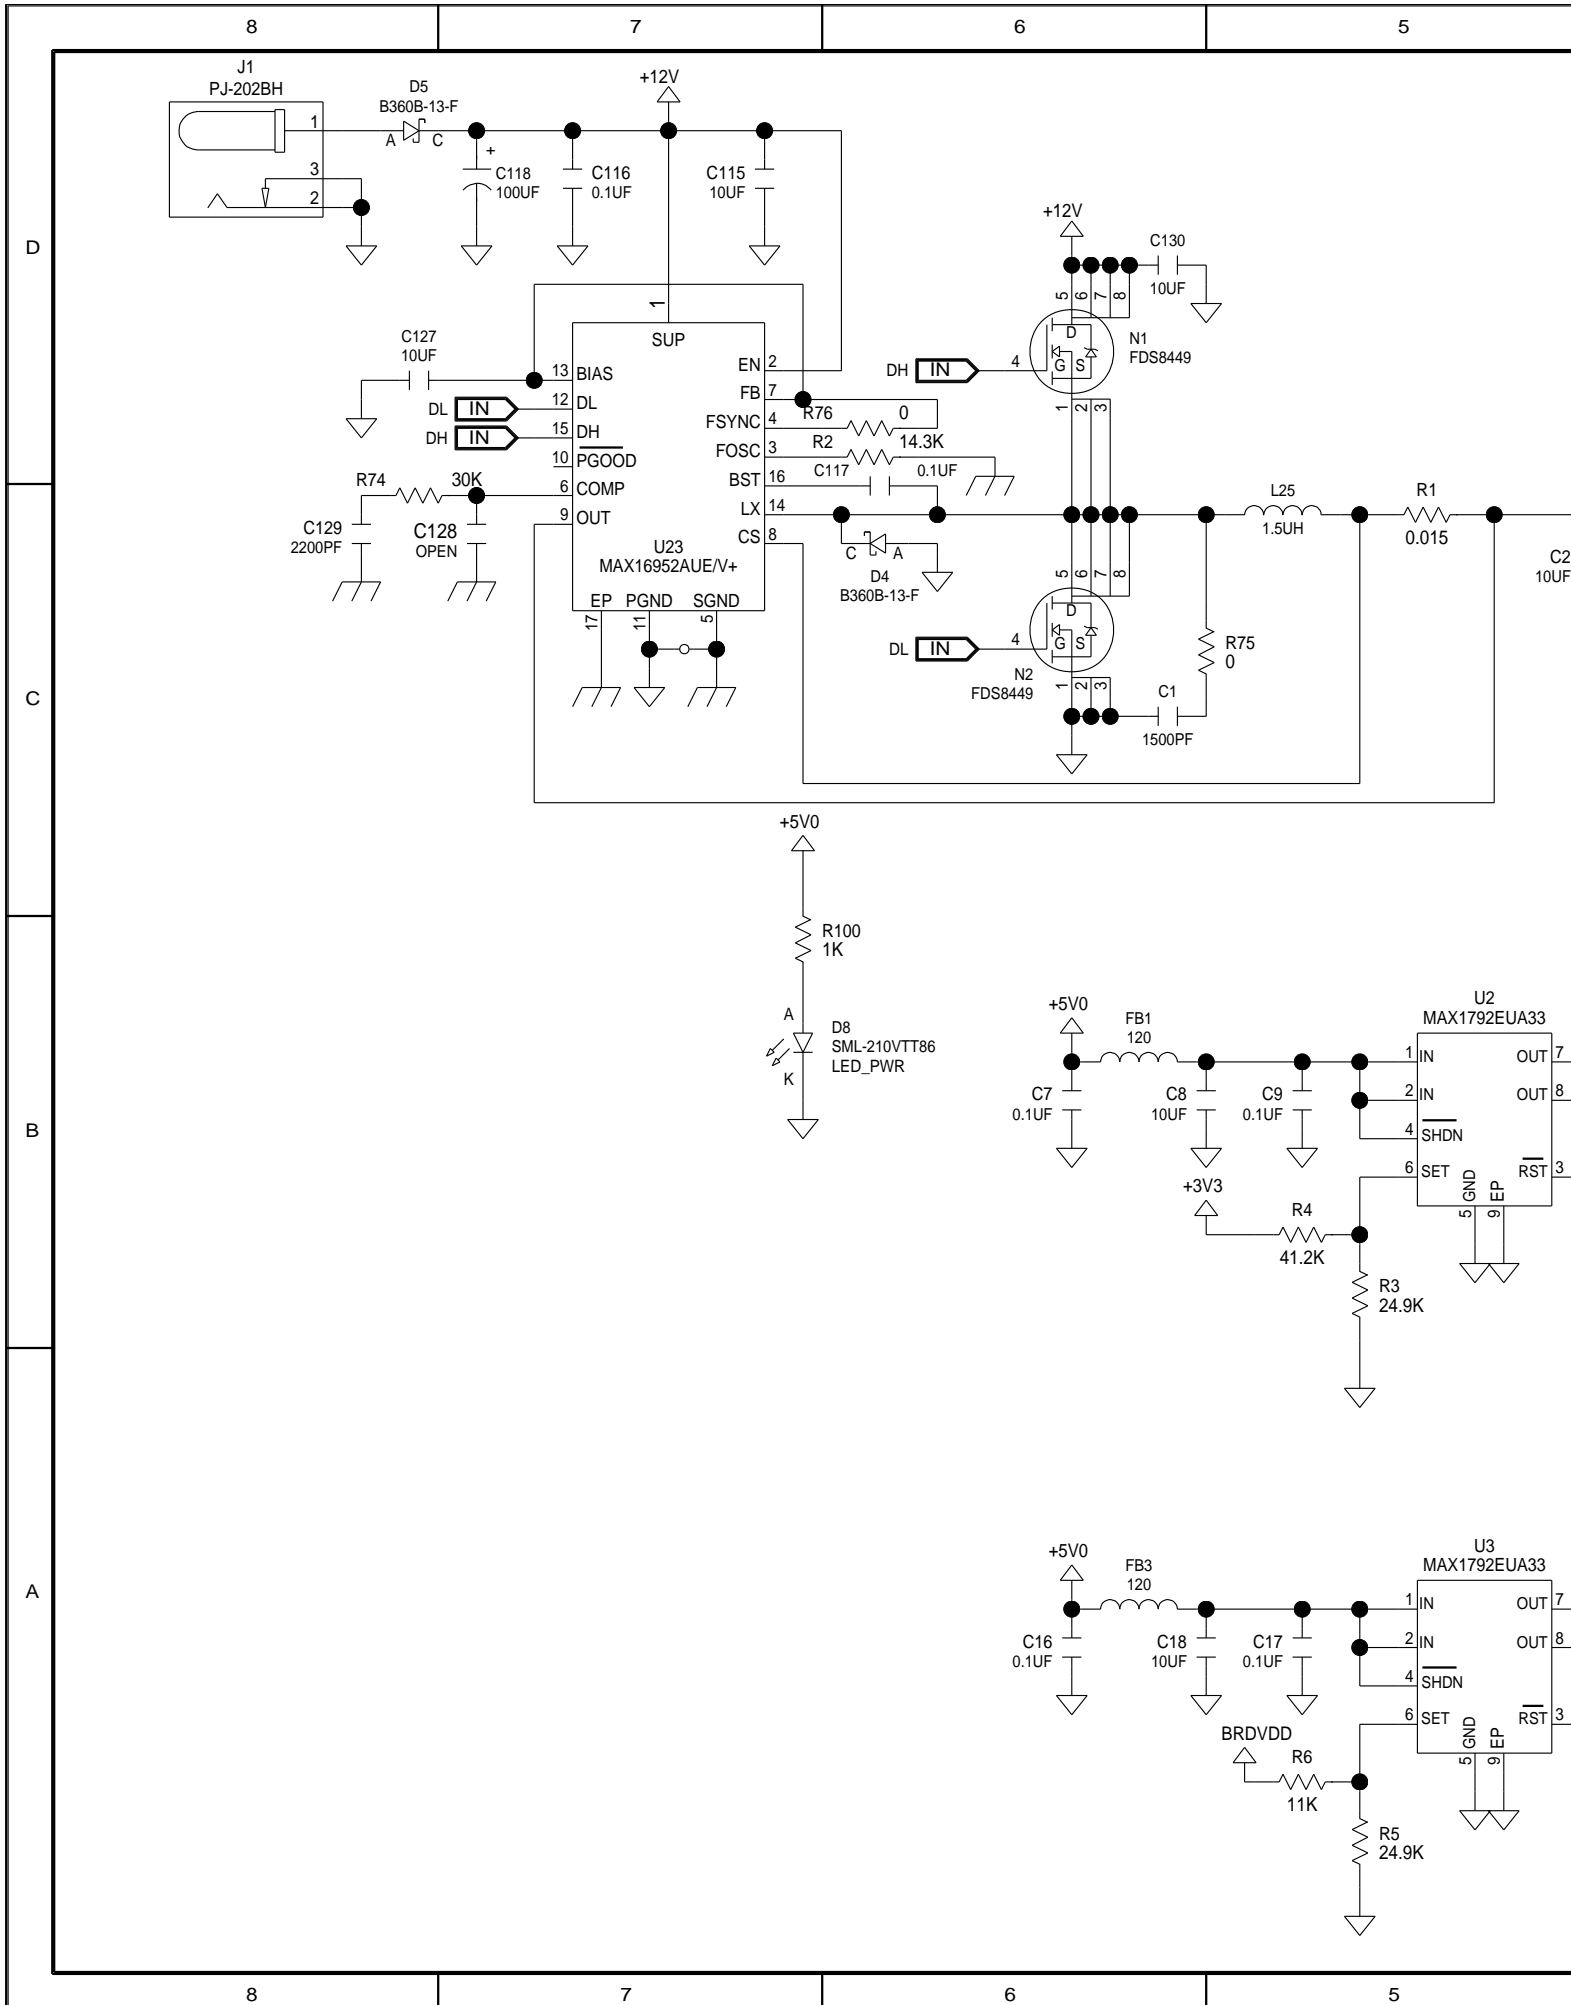 8 7 6 5
J1
PJ-202BH
1
3
2
D5
B360B-13-F
A C
+12V
+
C118
100UF
C116
0.1UF
C115
10UF
D
+12V
C130
10UF
5 6 7 8
D
G S
N1
FDS8449
DH IN 4
1 2 3
C127
10UF
1
SUP
13 BIAS
DL IN 12 DL
DH IN 15 DH
10 PGOOD
6 COMP
9 OUT
EN 2
FB 7
FSYNC 4
FOSC 3
BST 16
LX 14
CS 8
R76 0
R2 14.3K
C117 0.1UF
R74 30K
C129
2200PF
C128
OPEN
U23
MAX16952AUE/V+
EP PGND SGND
17 11 5
C A
D4
B360B-13-F
L25
1.5UH
R1
0.015
C2
10UF
5 6 7 8
D
G S
DL IN 4
N2
FDS8449
1 2 3
R75
0
C1
1500PF
C
+5V0
R100
1K
A
D8
SML-210VTT86
LED_PWR
K
B
+5V0
FB1
120
C7
0.1UF
C8
10UF
C9
0.1UF
U2
MAX1792EUA33
1 IN OUT 7
2 IN OUT 8
4 SHDN
6 SET RST 3
GND EP
5 9
+3V3
R4
41.2K
R3
24.9K
A
+5V0
FB3
120
C16
0.1UF
C18
10UF
C17
0.1UF
U3
MAX1792EUA33
1 IN OUT 7
2 IN OUT 8
4 SHDN
6 SET RST 3
GND EP
5 9
BRDVDD
R6
11K
R5
24.9K
8 7 6 5